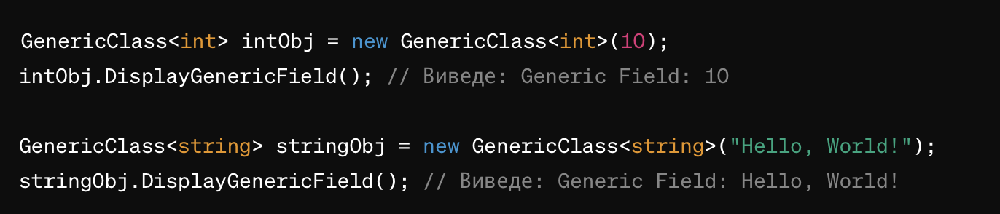 GenericClass<int> intObj = new GenericClass<int>(10);
intObj.DisplayGenericField(); // Виведе: Generic Field: 10
GenericClass<string> stringObj = new GenericClass<string>("Hello, World!");
stringObj.DisplayGenericField(); // Виведе: Generic Field: Hello, World!